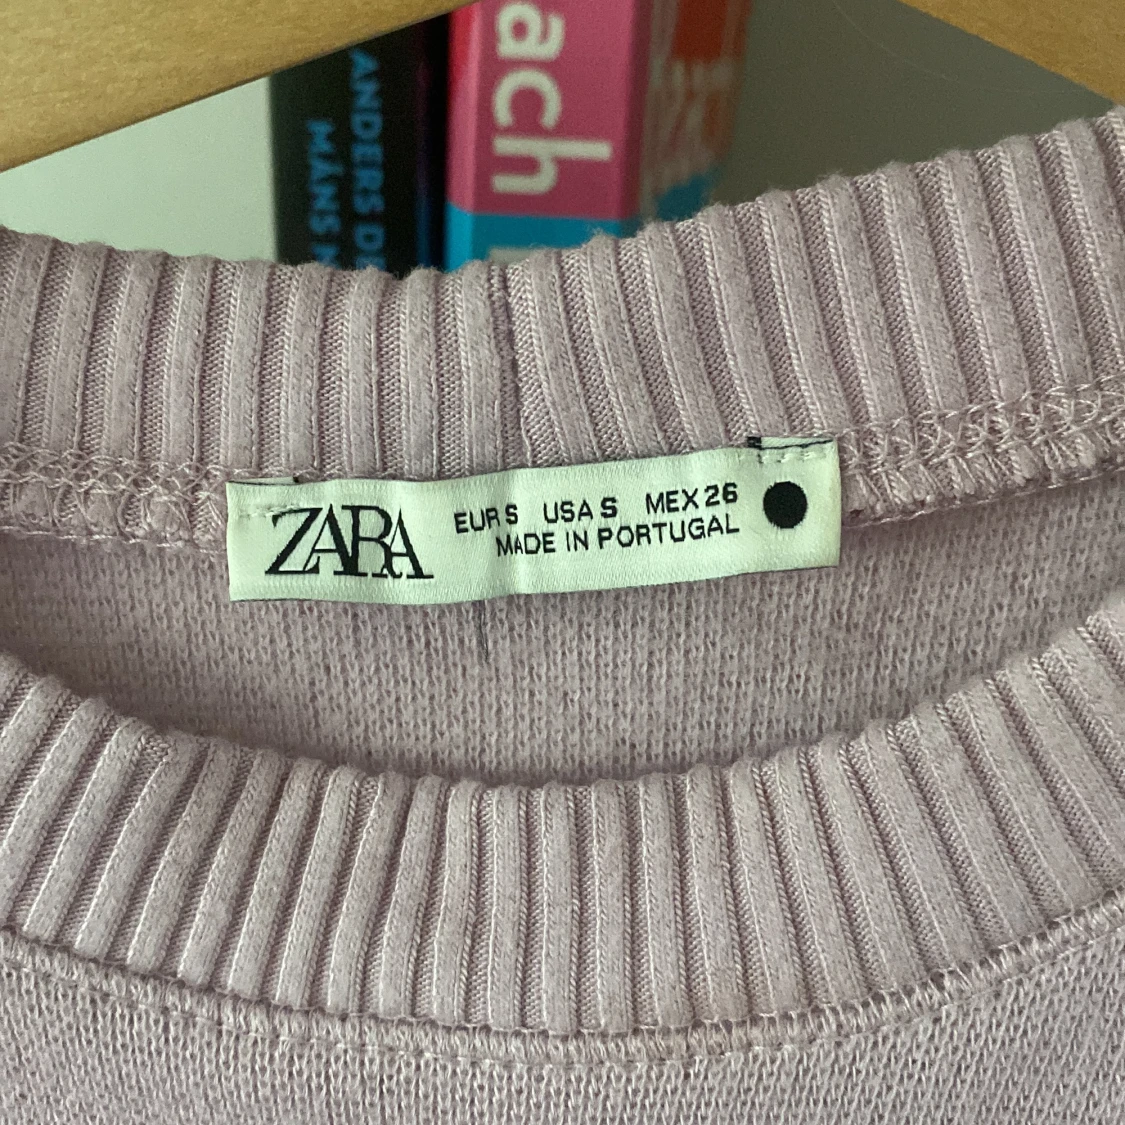 ANDERS D
MÅNS N
ach
ZARA
EUR S USA S MEX 26
MADE IN PORTUGAL